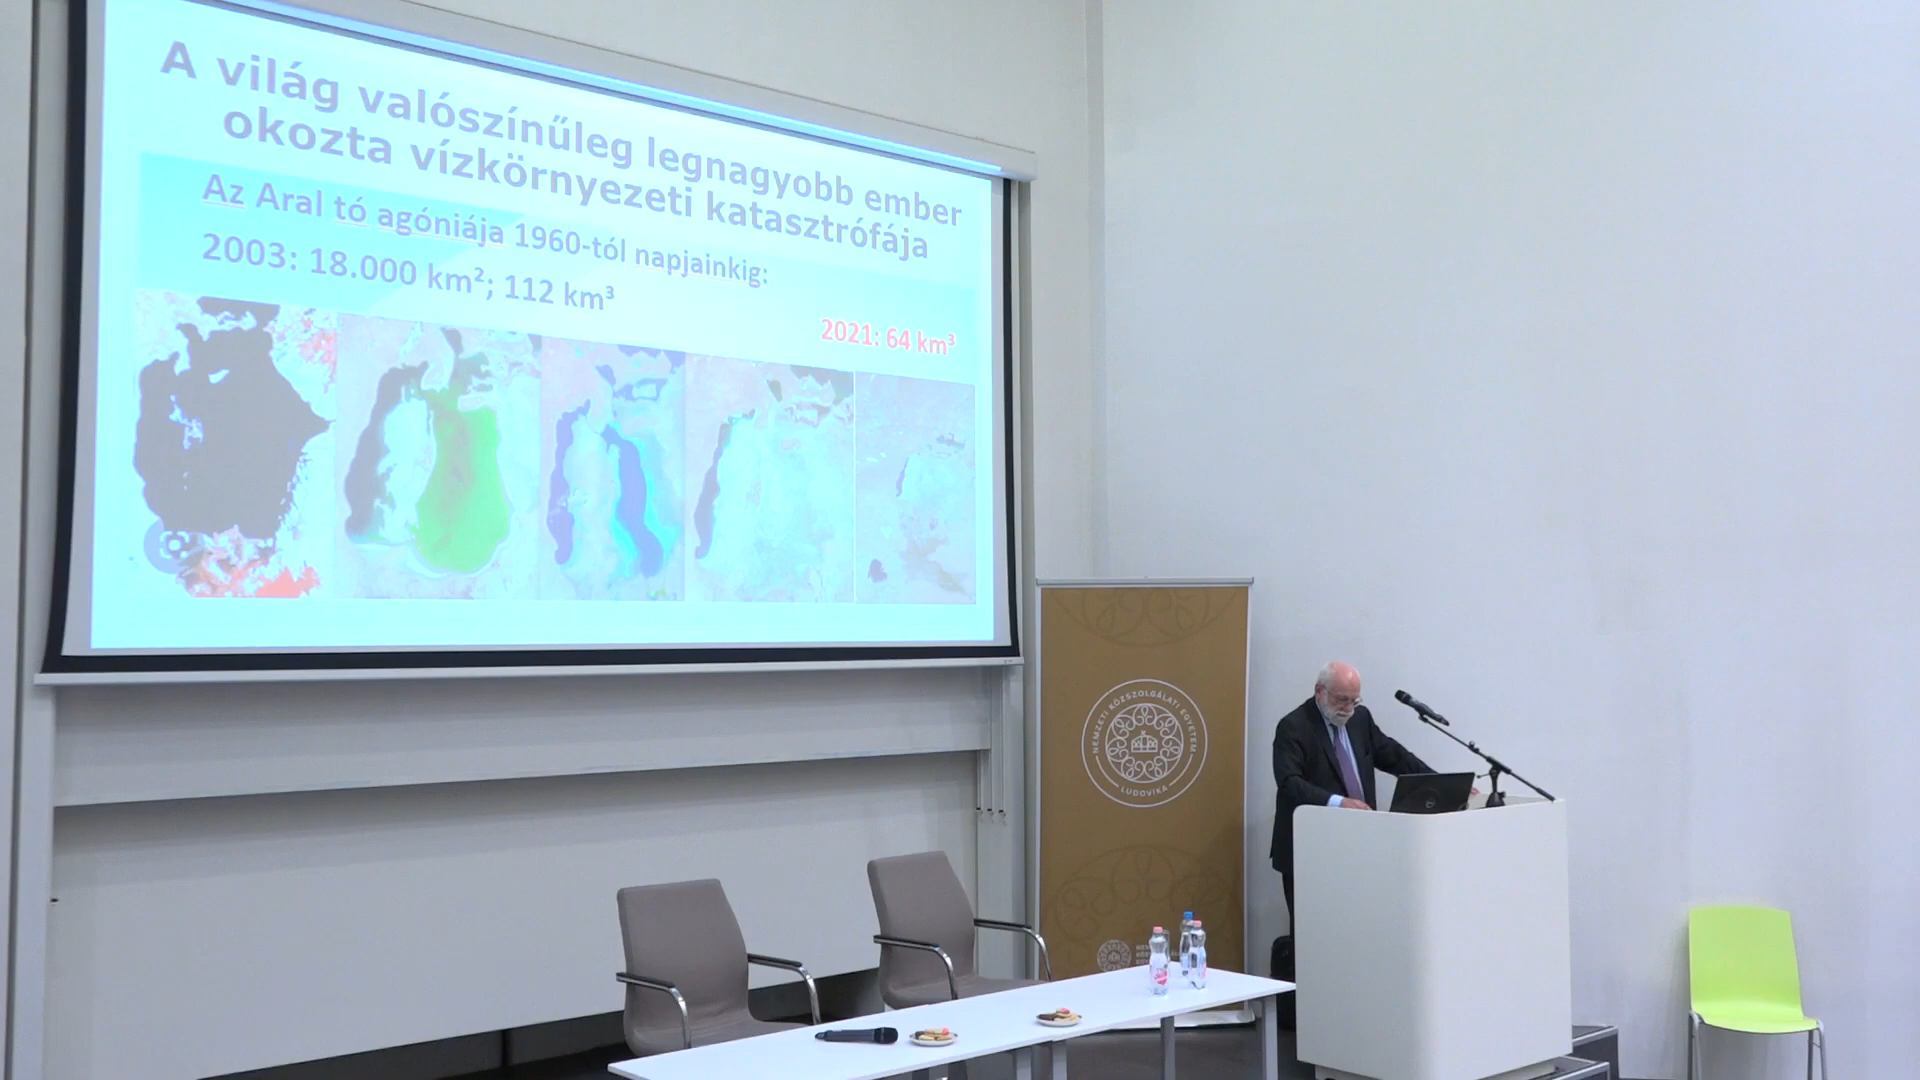 A világ valószínűleg legnagyobb ember
okozta vízkörnyezeti katasztrófája
Az Aral tó agóniája 1960-tól napjainkig:
2003: 18.000 km²; 112 km³
2021: 64 km³
NEMZETI KÖZSZOLGÁLATI EGYETEM
LUDOVIKA